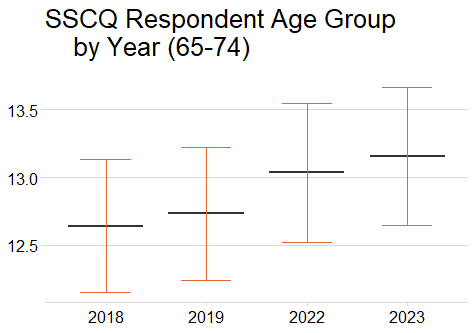 SSCQ Respondent Age Group
by Year (65-74)
13.5
13.0
12.5
2018 2019 2022 2023